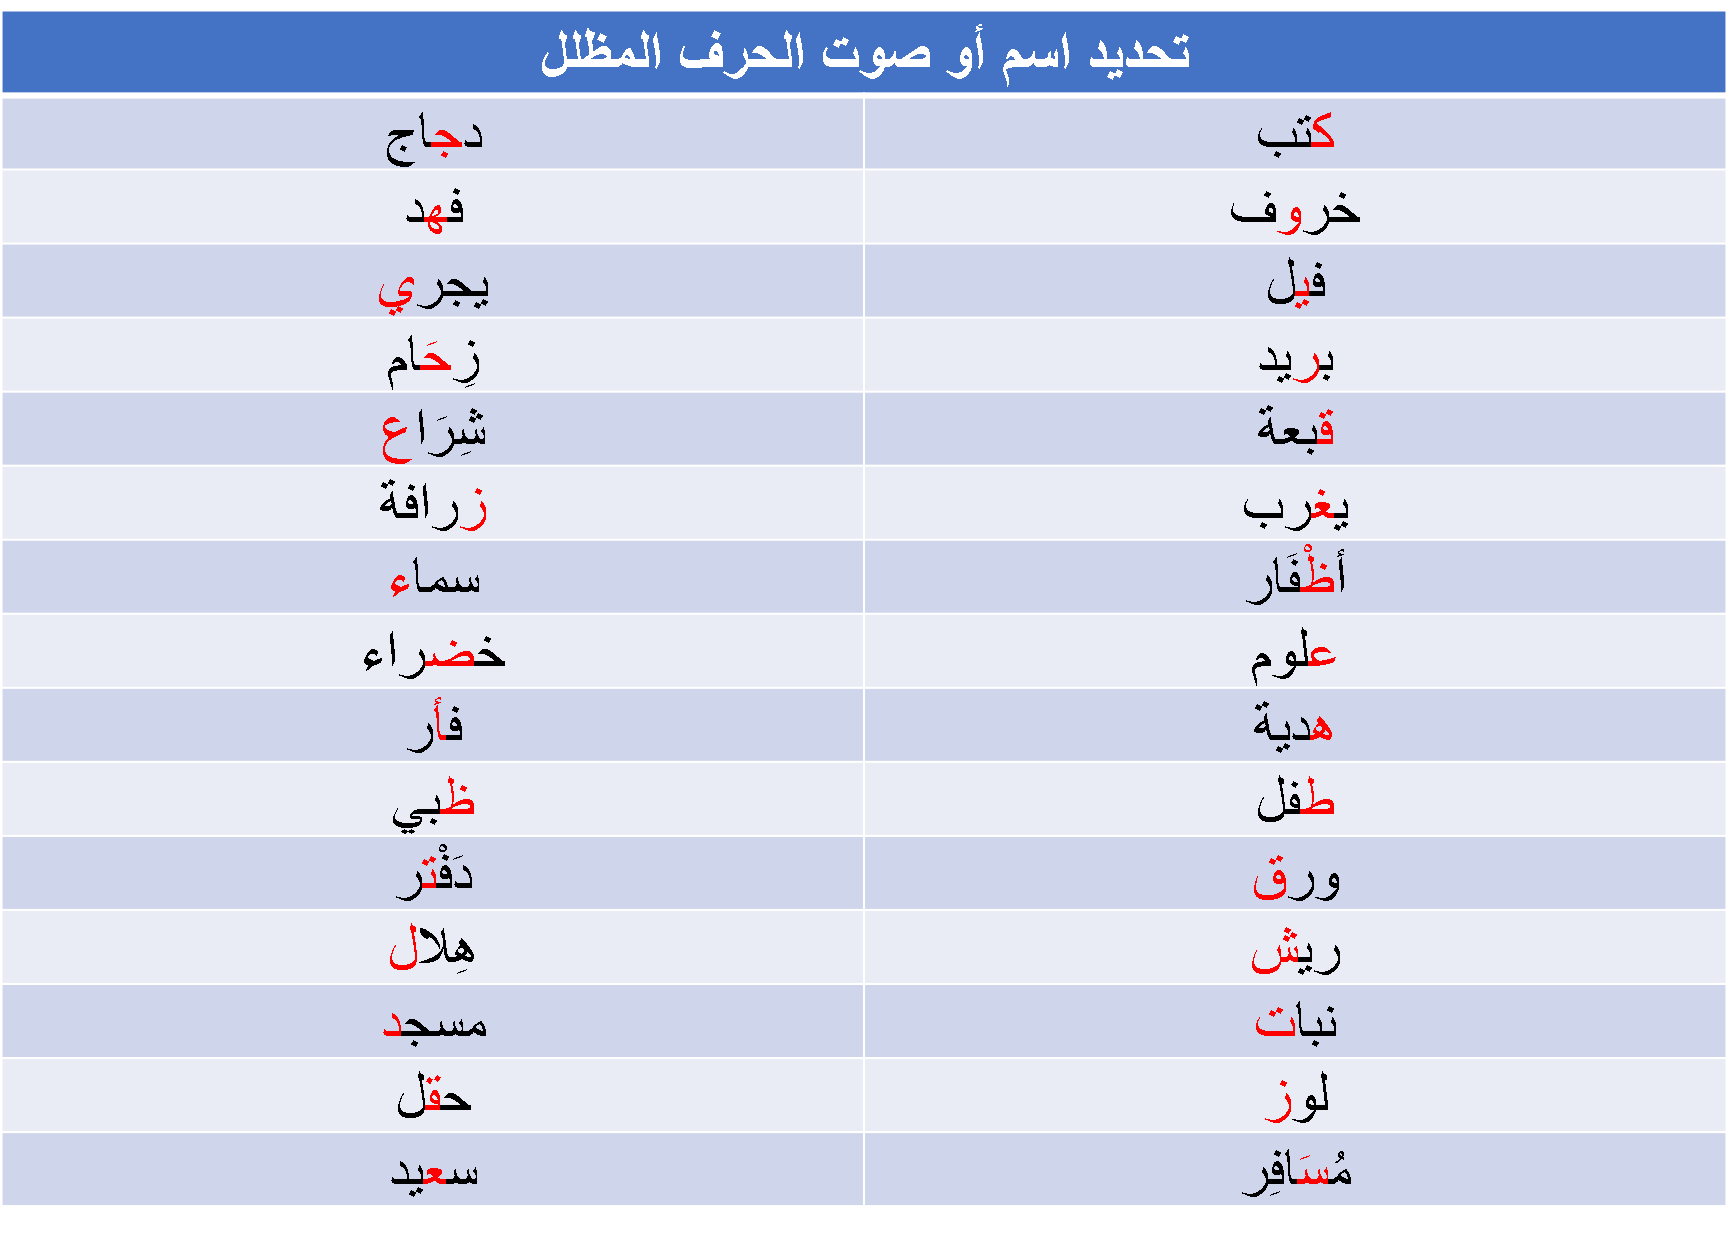 تحديد اسم أو صوت الحرف المظلل
كتب دجاج
خروف فهد
فيل يجري
بريد زِحَام
قبعة شِرَاع
يغرب زرافة
أظْفَار سماء
علوم خضراء
هدية فأر
طفل ظبي
ورق دَفْتر
ريش هِلال
نبات مسجد
لوز حقل
مُسَافِر سعيد